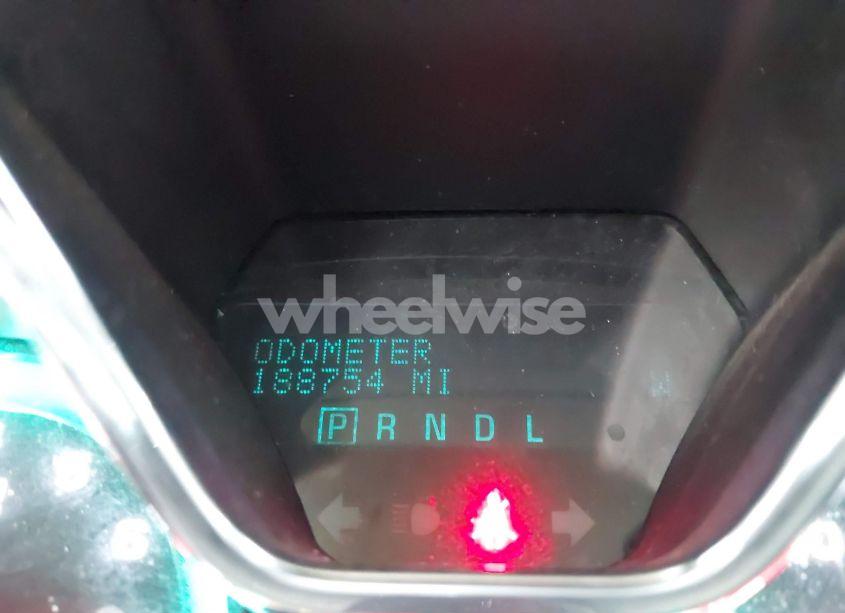 wheelwise
ODOMETER
188754 MI W
P R N D L